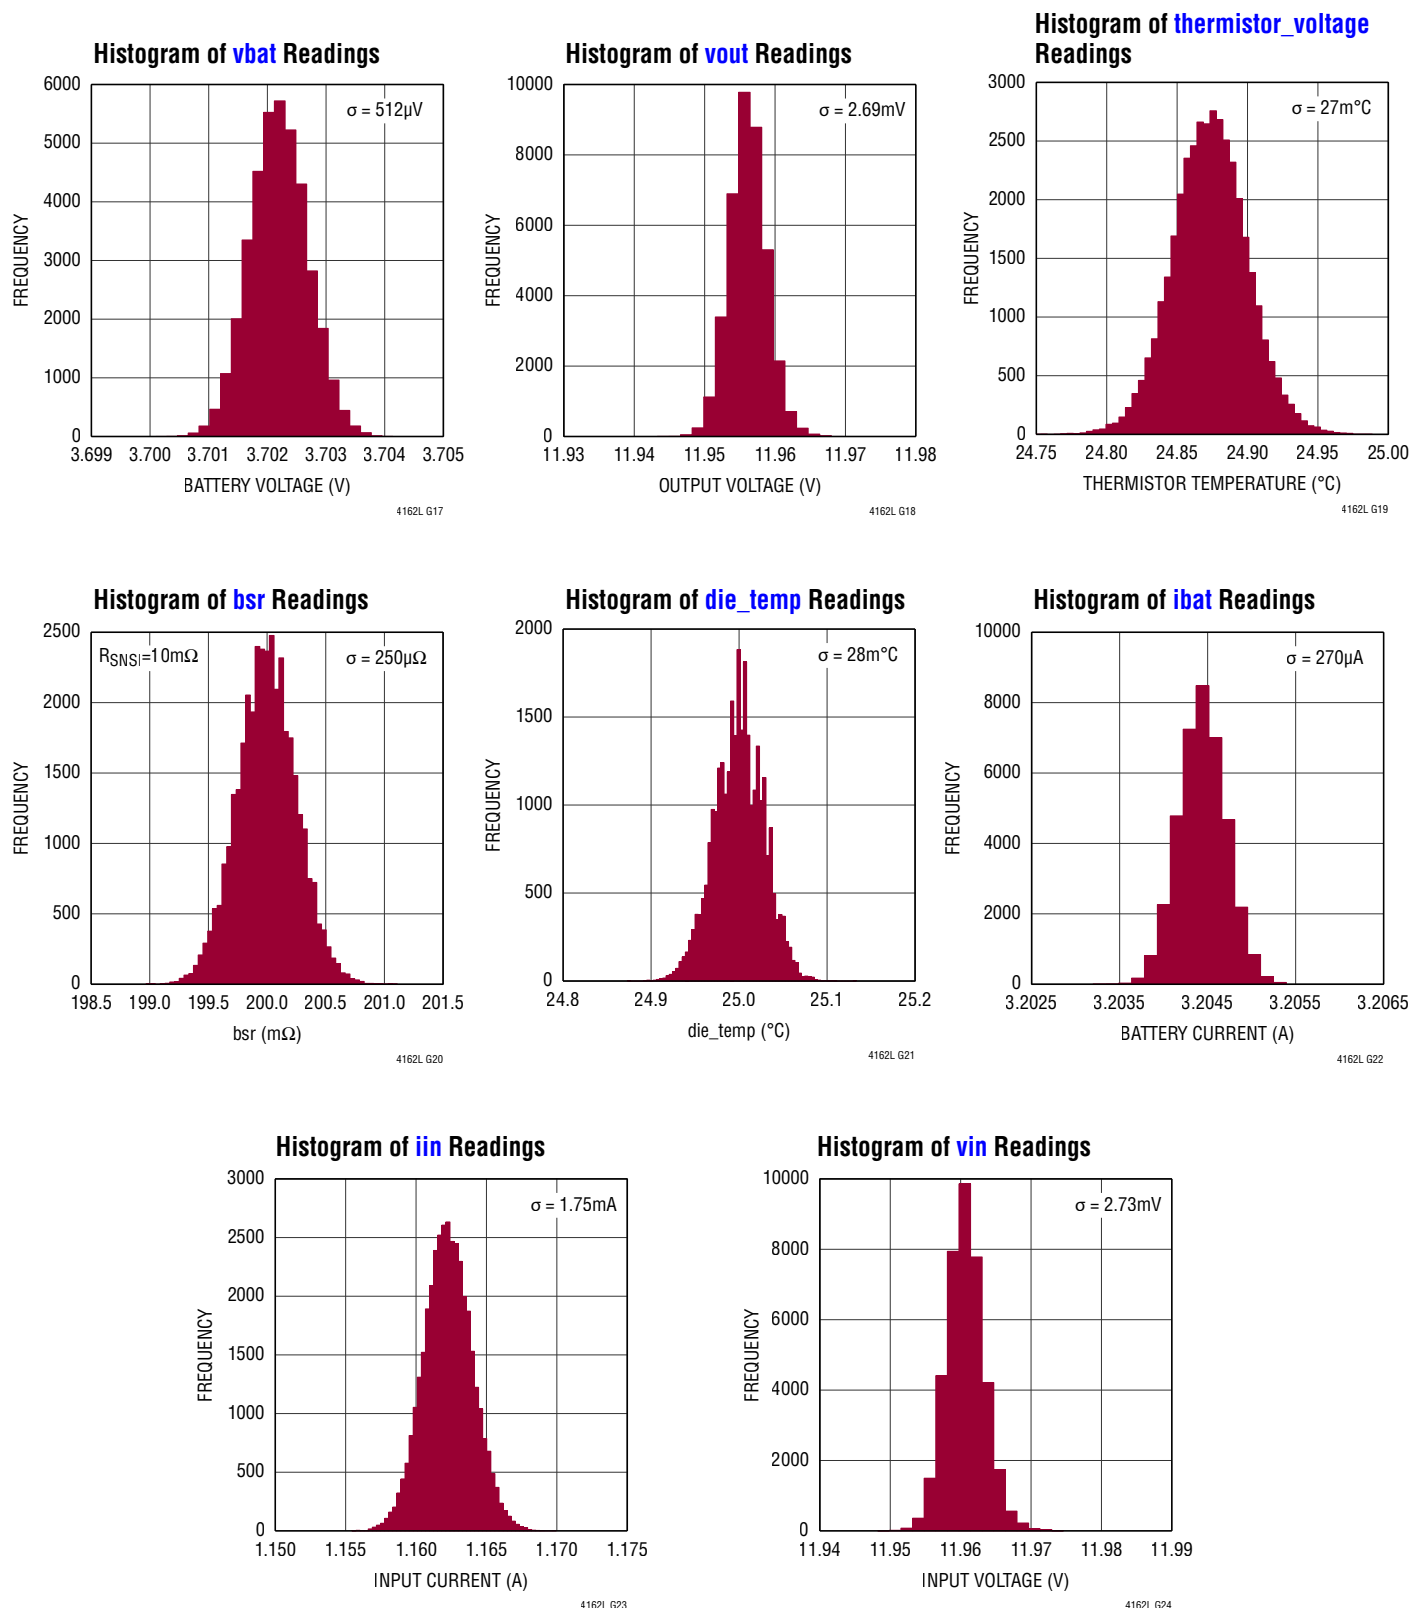 Histogram of vbat Readings
6000
5000
4000
3000
2000
1000
0
FREQUENCY
σ = 512µV
3.699 3.700 3.701 3.702 3.703 3.704 3.705
BATTERY VOLTAGE (V)
4162L G17
Histogram of vout Readings
10000
8000
6000
4000
2000
0
FREQUENCY
σ = 2.69mV
11.93 11.94 11.95 11.96 11.97 11.98
OUTPUT VOLTAGE (V)
4162L G18
Histogram of thermistor_voltage
Readings
3000
2500
2000
1500
1000
500
0
FREQUENCY
σ = 27m°C
24.75 24.80 24.85 24.90 24.95 25.00
THERMISTOR TEMPERATURE (°C)
4162L G19
Histogram of bsr Readings
2500
2000
1500
1000
500
0
FREQUENCY
RSNSI=10mΩ
σ = 250µΩ
198.5 199.0 199.5 200.0 200.5 201.0 201.5
bsr (mΩ)
4162L G20
Histogram of die_temp Readings
2000
1500
1000
500
0
FREQUENCY
σ = 28m°C
24.8 24.9 25.0 25.1 25.2
die_temp (°C)
4162L G21
Histogram of ibat Readings
10000
8000
6000
4000
2000
0
FREQUENCY
σ = 270µA
3.2025 3.2035 3.2045 3.2055 3.2065
BATTERY CURRENT (A)
4162L G22
Histogram of iin Readings
3000
2500
2000
1500
1000
500
0
FREQUENCY
σ = 1.75mA
1.150 1.155 1.160 1.165 1.170 1.175
INPUT CURRENT (A)
4162L G23
Histogram of vin Readings
10000
8000
6000
4000
2000
0
FREQUENCY
σ = 2.73mV
11.94 11.95 11.96 11.97 11.98 11.99
INPUT VOLTAGE (V)
4162L G24